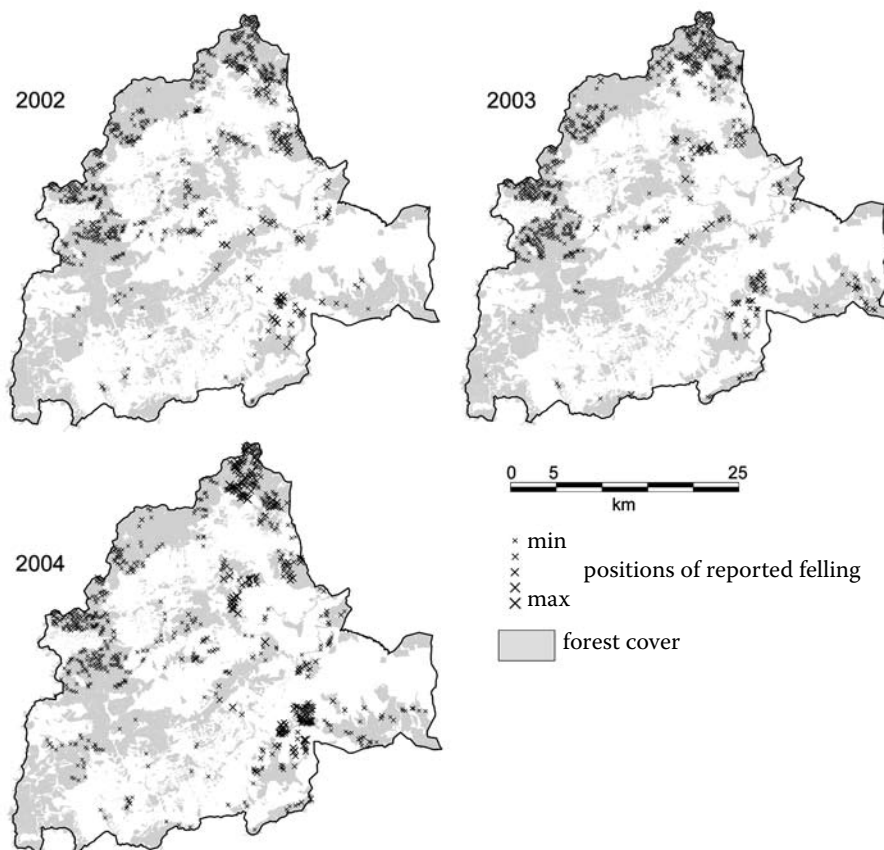 2002
2003
2004
0 5 25
km
min
positions of reported felling
max
forest cover